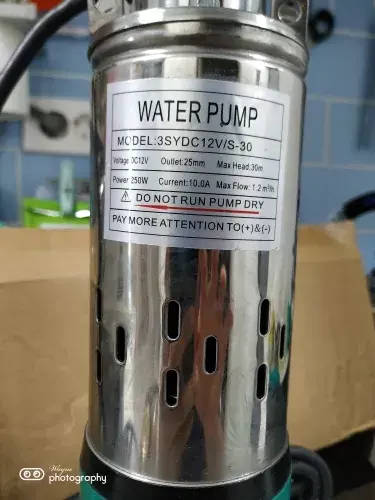 WATER PUMP
MODEL:3SYDC12V/S-30
Voltage:DC12V Outlet:25mm Max Head:30m
Power:250W Current:10.0A Max Flow:1.2 m³/h
⚠ DO NOT RUN PUMP DRY
PAY MORE ATTENTION TO(+)&(-)
Wayne
photography